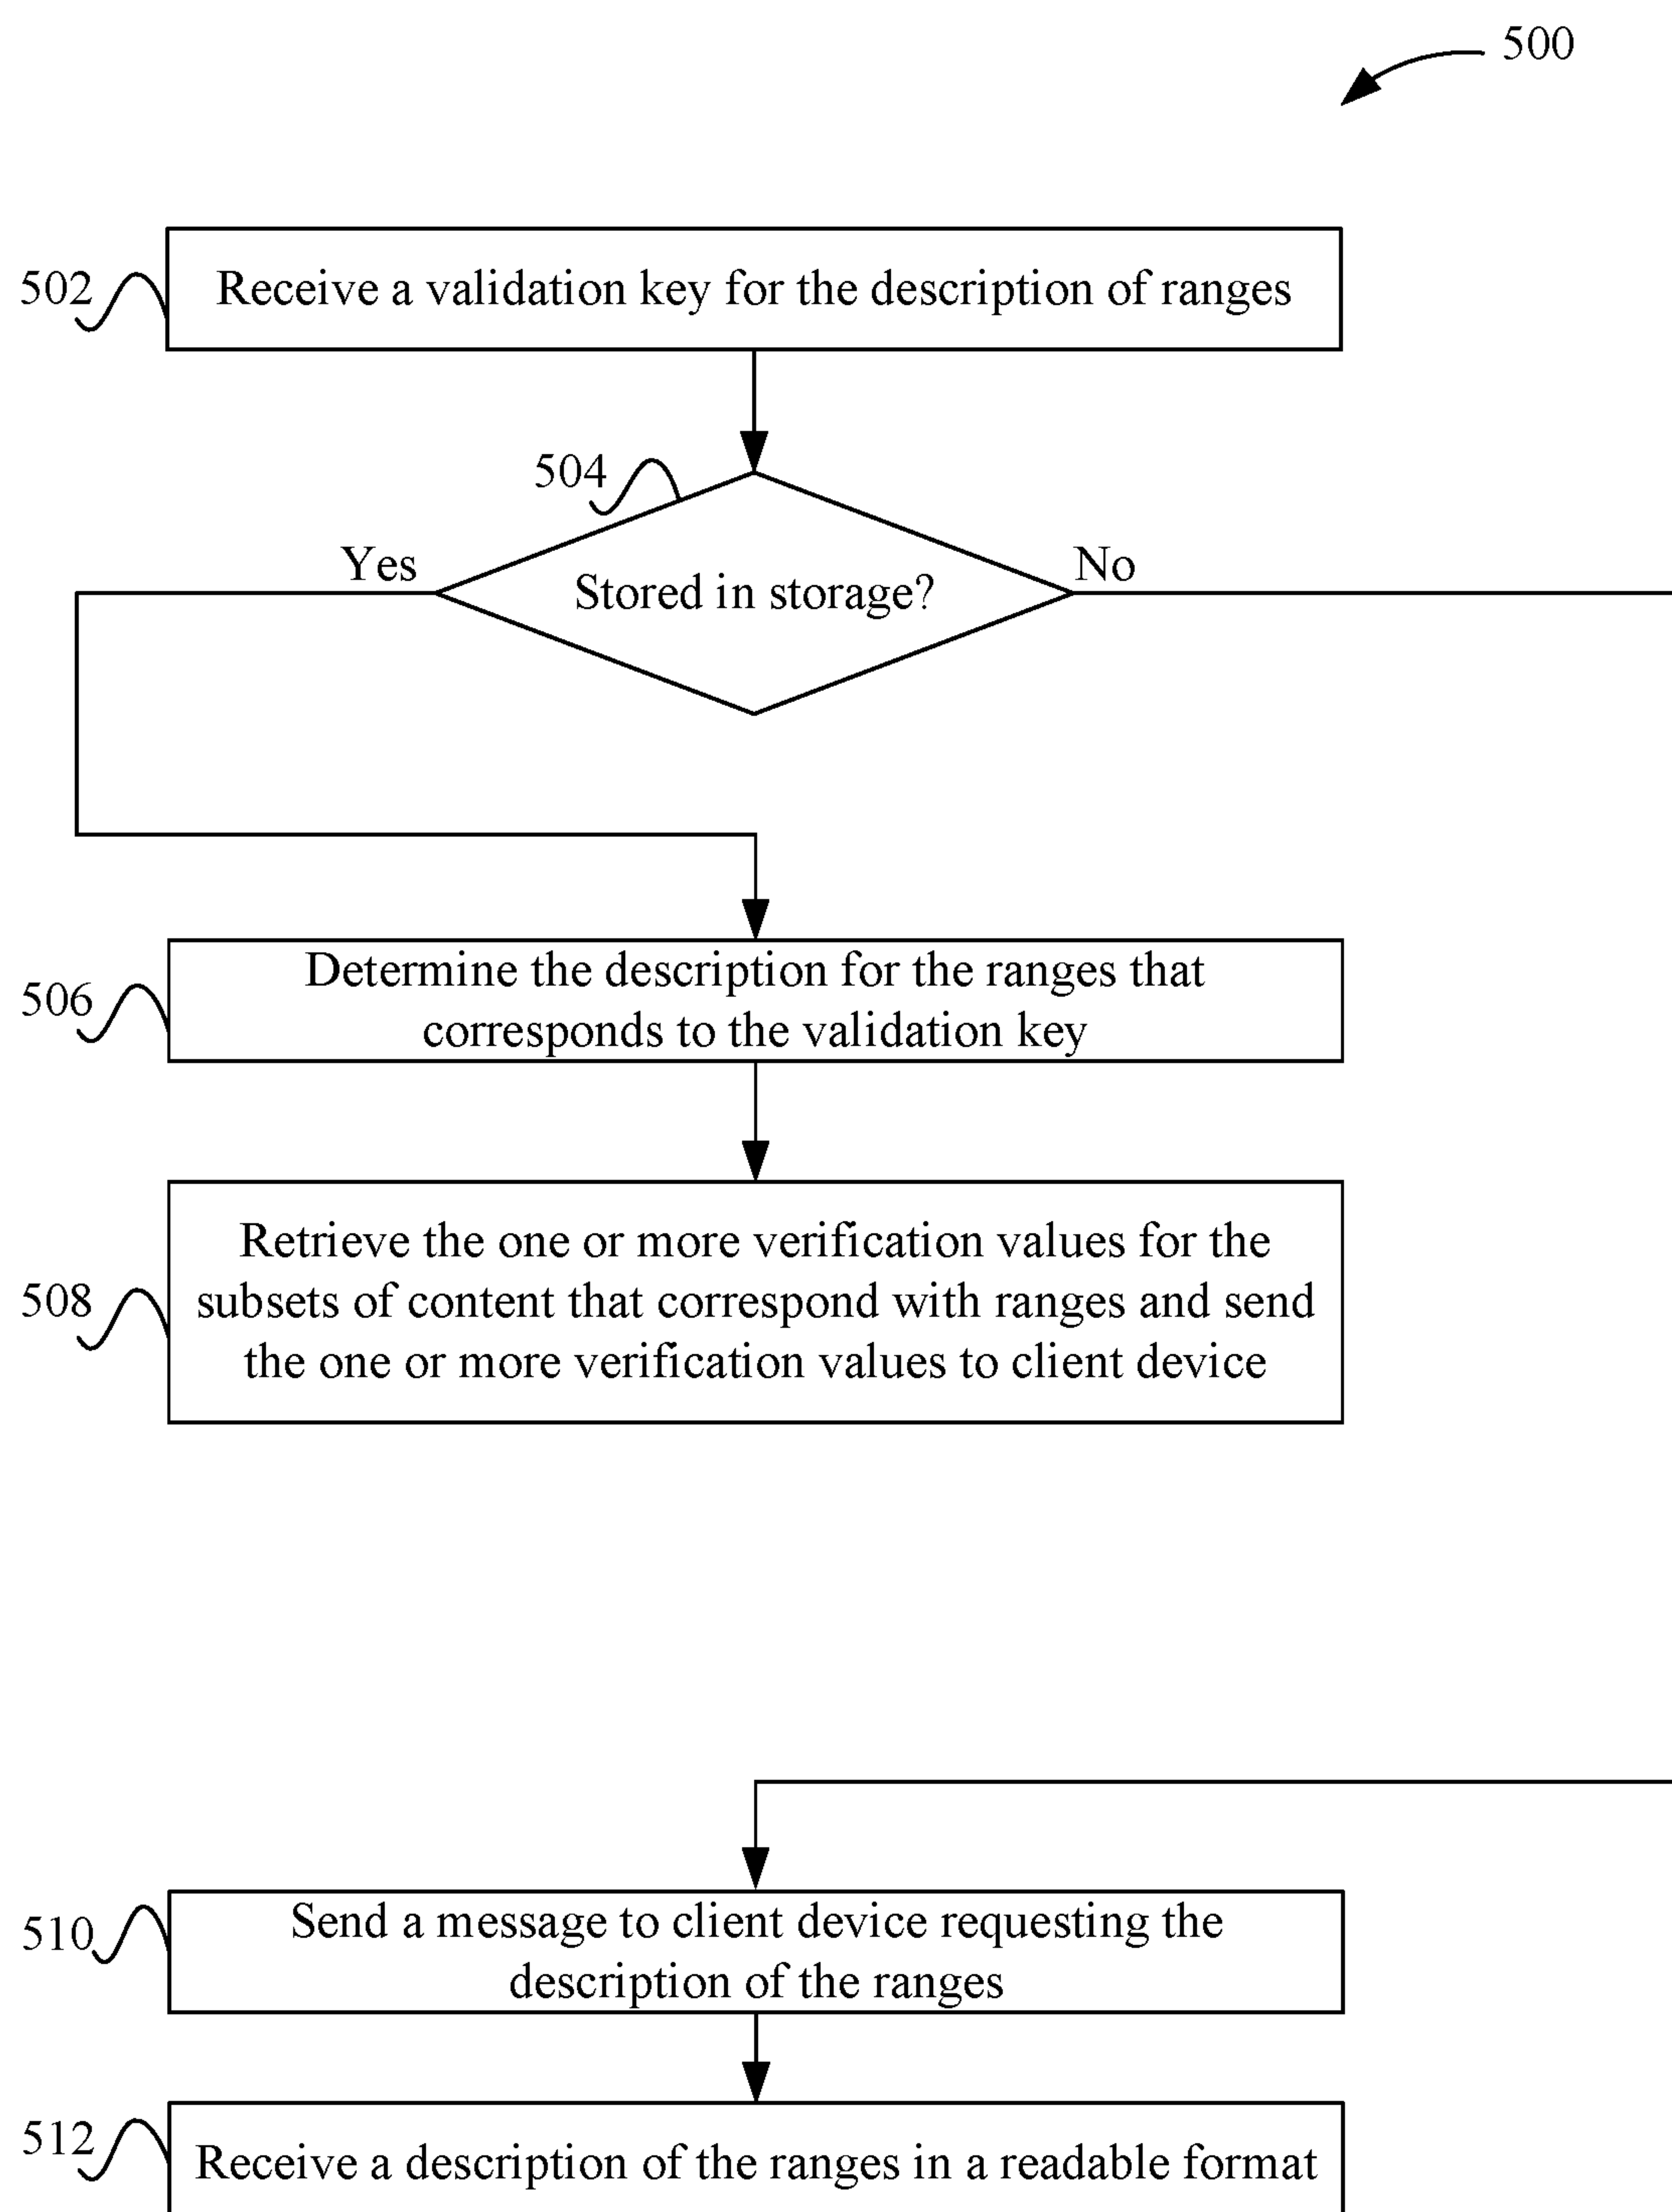 500
502
Receive a validation key for the description of ranges
504
Yes
No
Stored in storage?
506
Determine the description for the ranges that
corresponds to the validation key
508
Retrieve the one or more verification values for the
subsets of content that correspond with ranges and send
the one or more verification values to client device
510
Send a message to client device requesting the
description of the ranges
512
Receive a description of the ranges in a readable format